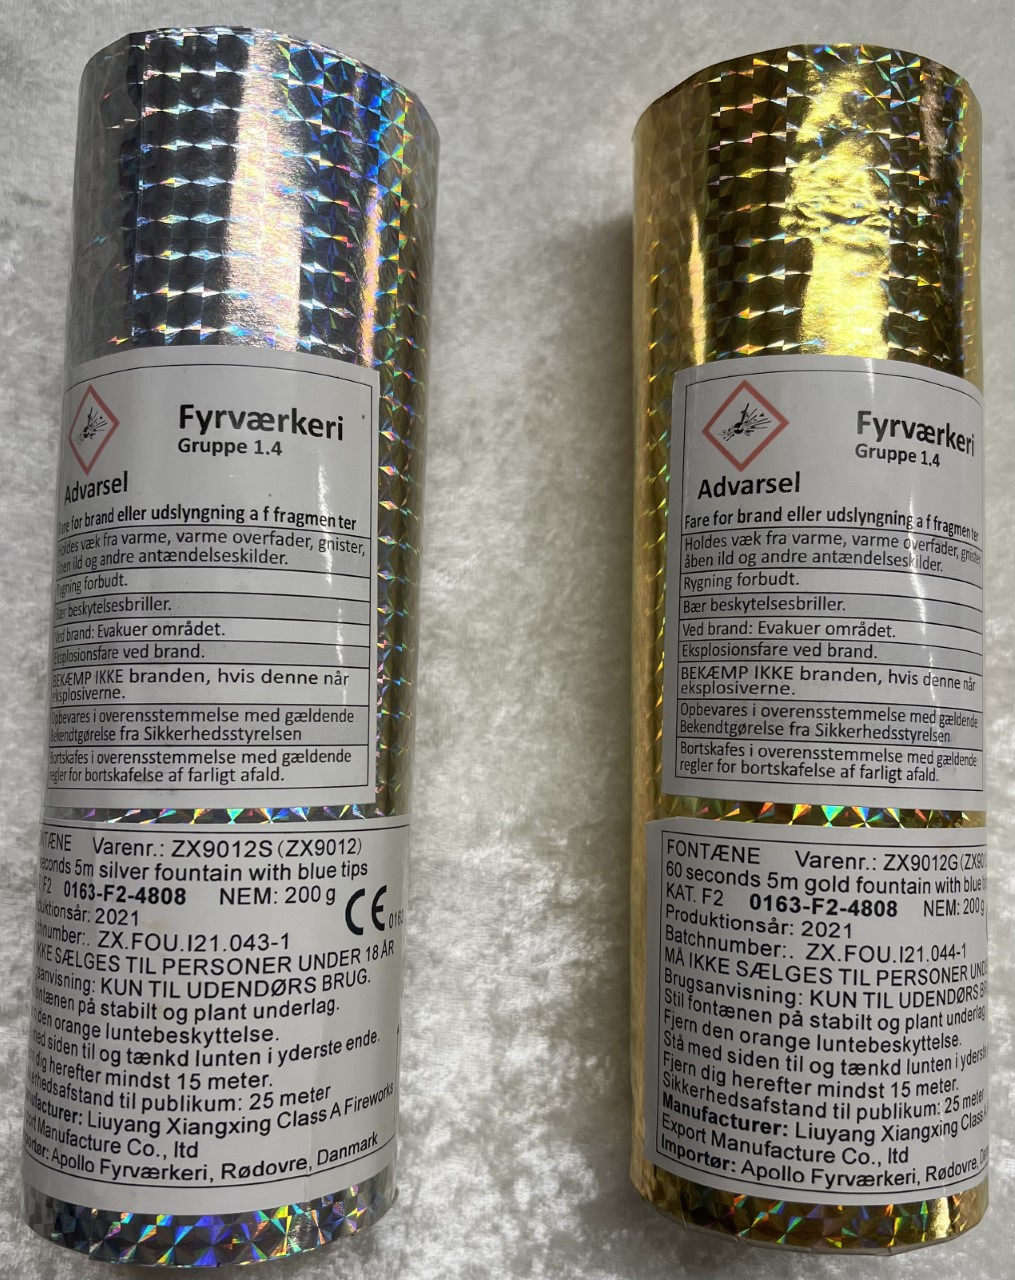 Fyrværkeri
Gruppe 1.4
Advarsel
Fare for brand eller udslyngning a f fragmen ter
Holdes væk fra varme, varme overfader, gnister,
åben ild og andre antændelseskilder.
Rygning forbudt.
Bær beskytelsesbriller.
Ved brand: Evakuer området.
Eksplosionsfare ved brand.
BEKÆMP IKKE branden, hvis denne når
eksplosiverne.
Opbevares i overensstemmelse med gældende
Bekendtgørelse fra Sikkerhedsstyrelsen
Bortskafes i overensstemmelse med gældende
regler for bortskafelse af farligt afald.
Varenr.: ZX9012S (ZX9012)
seconds 5m silver fountain with blue tips
F2 0163-F2-4808 NEM: 200 g CE 0163
2021
ZX.FOU.I21.043-1
SÆLGES TIL PERSONER UNDER 18 ÅR
KUN TIL UDENDØRS BRUG.
på stabilt og plant underlag.
den orange luntebeskyttelse.
med siden til og tænkd lunten i yderste ende.
dig herefter mindst 15 meter.
til publikum: 25 meter
Liuyang Xiangxing Class A Fireworks
Manufacture Co., ltd
Apollo Fyrværkeri, Rødovre, Danmark
Fyrværkeri
Gruppe 1.4
Advarsel
Fare for brand eller udslyngning a f fragmen ter
Holdes væk fra varme, varme overfader, gnister,
åben ild og andre antændelseskilder.
Rygning forbudt.
Bær beskytelsesbriller.
Ved brand: Evakuer området.
Eksplosionsfare ved brand.
BEKÆMP IKKE branden, hvis denne når
eksplosiverne.
Opbevares i overensstemmelse med gældende
Bekendtgørelse fra Sikkerhedsstyrelsen
Bortskafes i overensstemmelse med gældende
regler for bortskafelse af farligt afald.
FONTÆNE Varenr.: ZX9012G
60 seconds 5m gold fountain with blue
KAT. F2 0163-F2-4808 NEM: 200g
Produktionsår: 2021
Batchnumber:. ZX.FOU.I21.044-1
MÅ IKKE SÆLGES TIL PERSONER
Brugsanvisning: KUN TIL UDENDØRS
Stil fontænen på stabilt og plant underlag
Fjern den orange luntebeskyttelse.
Stå med siden til og tænkd lunten i yderste
Fjern dig herefter mindst 15 meter.
Sikkerhedsafstand til publikum: 25 meter
Manufacturer: Liuyang Xiangxing Class
Export Manufacture Co., ltd
Importør: Apollo Fyrværkeri, Rødovre,